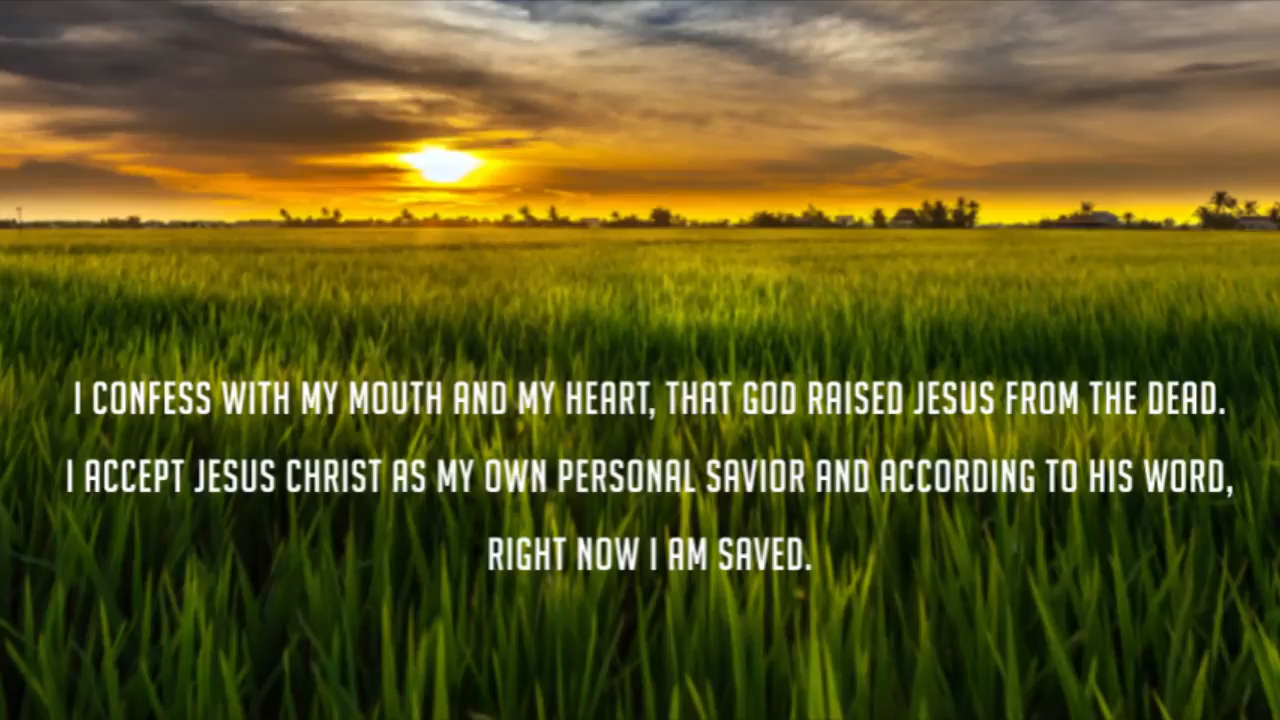 I CONFESS WITH MY MOUTH AND MY HEART, THAT GOD RAISED JESUS FROM THE DEAD.
I ACCEPT JESUS CHRIST AS MY OWN PERSONAL SAVIOR AND ACCORDING TO HIS WORD,
RIGHT NOW I AM SAVED.